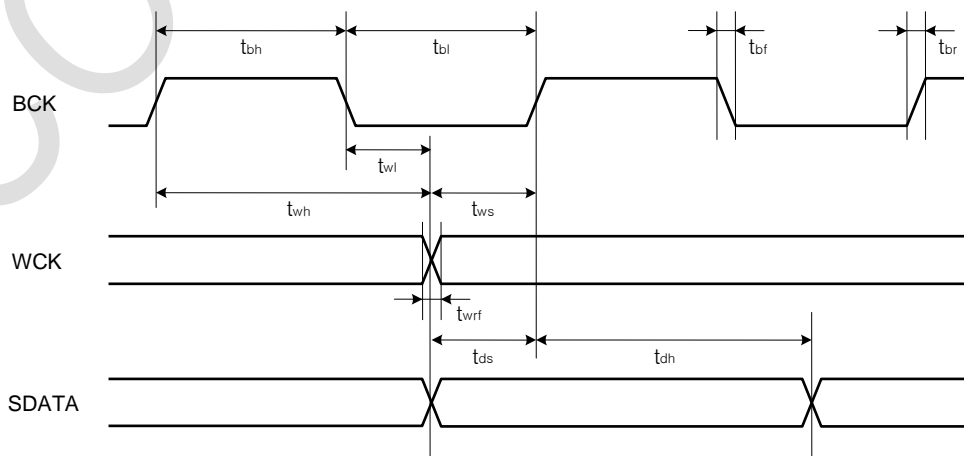 tbh tbl tbf tbr
BCK
twl
twh tws
WCK
twrf
tds tdh
SDATA